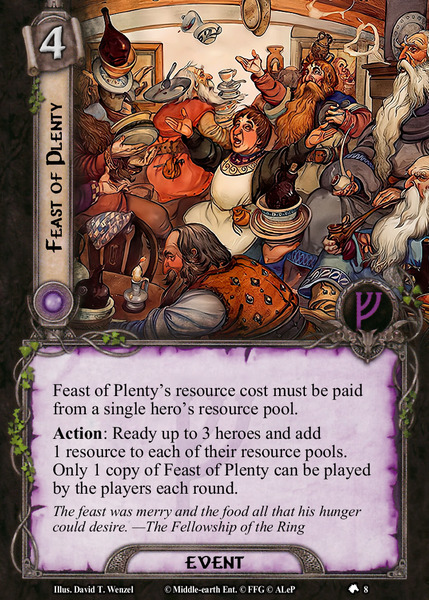 4
Feast of Plenty
Feast of Plenty's resource cost must be paid
from a single hero's resource pool.
Action: Ready up to 3 heroes and add
1 resource to each of their resource pools.
Only 1 copy of Feast of Plenty can be played
by the players each round.
The feast was merry and the food all that his hunger
could desire. —The Fellowship of the Ring
EVENT
Illus. David T. Wenzel © Middle-earth Ent. © FFG © ALeP 8